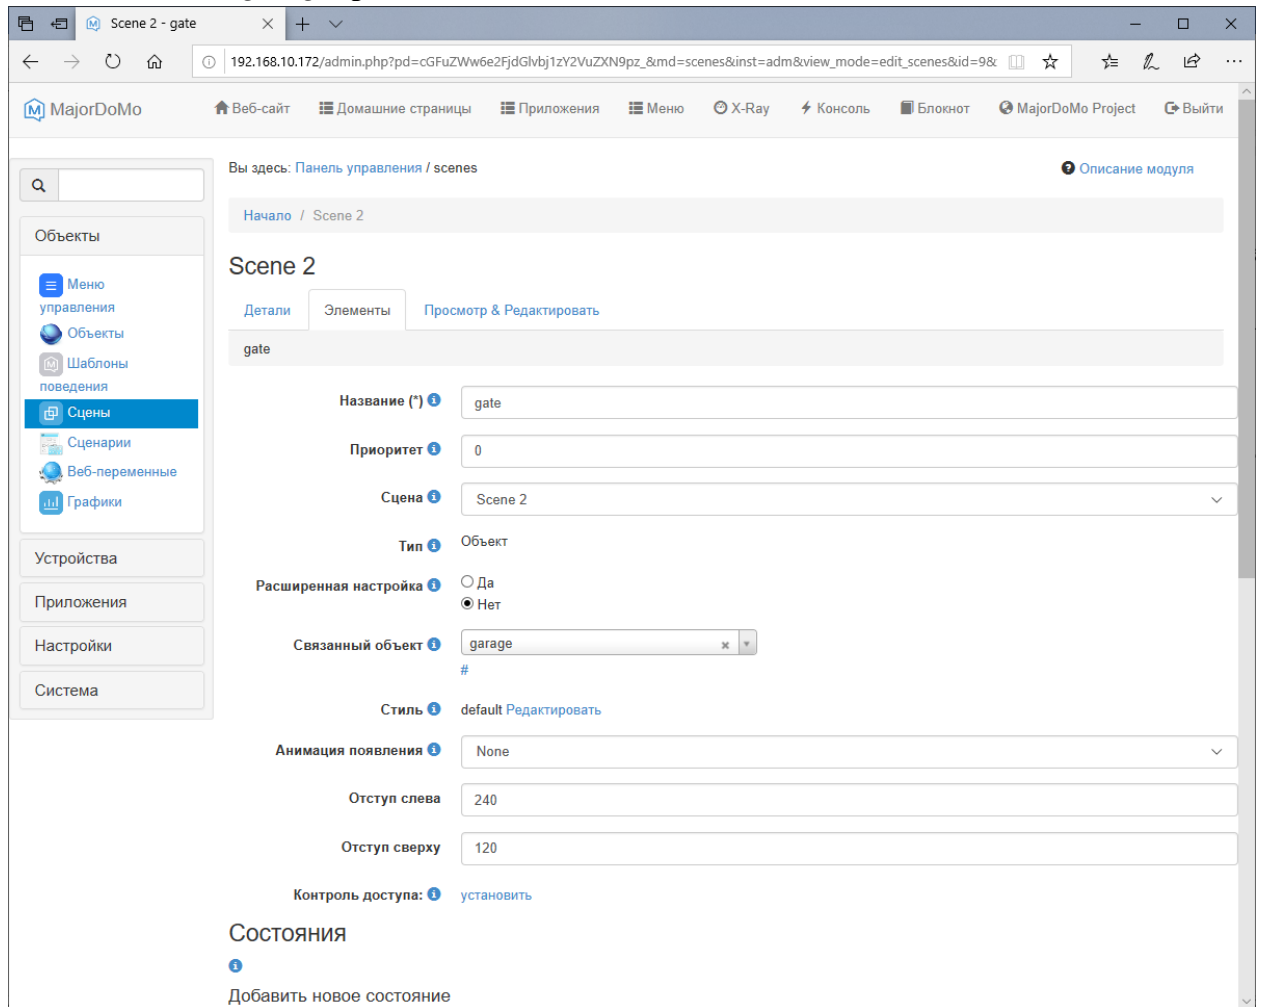 Scene 2 - gate
192.168.10.172/admin.php?pd=cGFuZWw6e2FjdGlvbj1zY2VuZXN9pz_&md=scenes&inst=adm&view_mode=edit_scenes&id=9&
MajorDoMo
Веб-сайт Домашние страницы Приложения Меню X-Ray Консоль Блокнот MajorDoMo Project Выйти
Вы здесь: Панель управления / scenes
Описание модуля
Начало / Scene 2
Объекты
Меню
управления
Объекты
Шаблоны
поведения
Сцены
Сценарии
Веб-переменные
Графики
Устройства
Приложения
Настройки
Система
Scene 2
Детали Элементы Просмотр & Редактировать
gate
Название (*) gate
Приоритет 0
Сцена Scene 2
Тип Объект
Расширенная настройка Да
Нет
Связанный объект garage
#
Стиль default Редактировать
Анимация появления None
Отступ слева 240
Отступ сверху 120
Контроль доступа: установить
Состояния
Добавить новое состояние